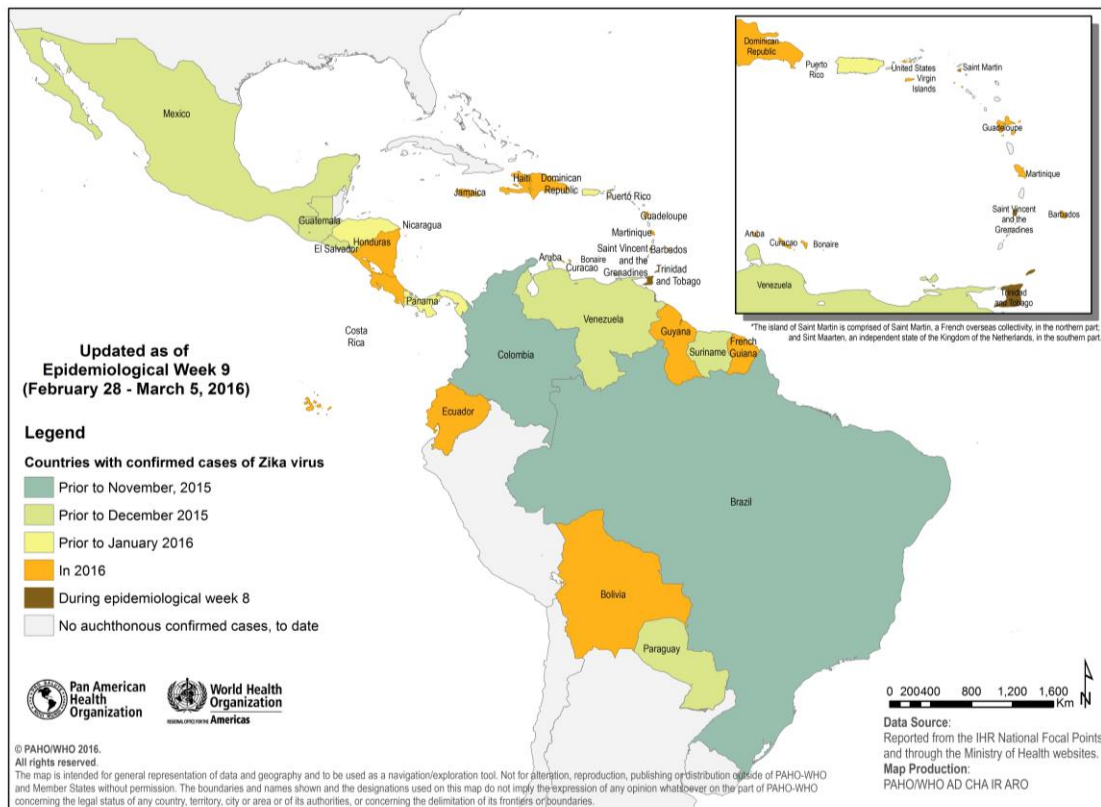 Mexico
Guatemala
El Salvador
Honduras
Nicaragua
Costa
Rica
Panama
Jamaica
Haiti
Dominican
Republic
Puerto Rico
Guadeloupe
Martinique
Saint Vincent
and the
Grenadines
Barbados
Trinidad
and Tobago
Aruba
Curacao
Bonaire
Venezuela
Colombia
Guyana
Suriname
French
Guiana
Ecuador
Brazil
Bolivia
Paraguay
Dominican
Republic
Puerto
Rico
United States
Virgin
Islands
Saint Martin
Guadeloupe
Martinique
Saint Vincent
and the
Grenadines
Barbados
Aruba
Curacao
Bonaire
Venezuela
Trinidad
and
Tobago
*The island of Saint Martin is comprised of Saint Martin, a French overseas collectivity, in the northern part;
and Sint Maarten, an independent state of the Kingdom of the Netherlands, in the southern part.
Updated as of
Epidemiological Week 9
(February 28 - March 5, 2016)
Legend
Countries with confirmed cases of Zika virus
Prior to November, 2015
Prior to December 2015
Prior to January 2016
In 2016
During epidemiological week 8
No auchthonous confirmed cases, to date
Pan American
Health
Organization
World Health
Organization
REGIONAL OFFICE FOR THE Americas
© PAHO/WHO 2016.
All rights reserved.
The map is intended for general representation of data and geography and to be used as a navigation/exploration tool. Not for alteration, reproduction, publishing or distribution outside of PAHO-WHO
and Member States without permission. The boundaries and names shown and the designations used on this map do not imply the expression of any opinion whatsoever on the part of PAHO-WHO
concerning the legal status of any country, territory, city or area or of its authorities, or concerning the delimitation of its frontiers or boundaries.
0 200400 800 1,200 1,600
Km
N
Data Source:
Reported from the IHR National Focal Points
and through the Ministry of Health websites.
Map Production:
PAHO/WHO AD CHA IR ARO